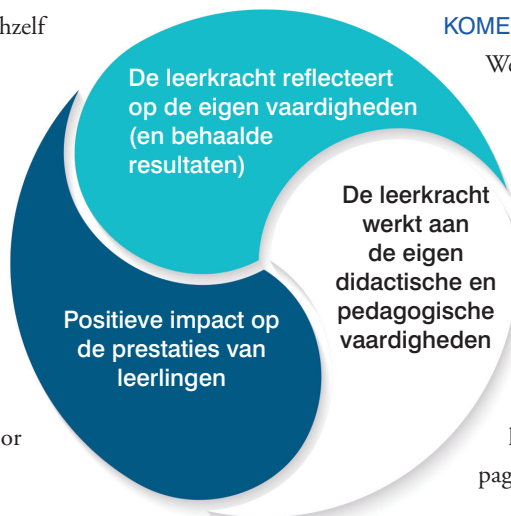 De leerkracht reflecteert
op de eigen vaardigheden
(en behaalde
resultaten)
De leerkracht
werkt aan
de eigen
didactische en
pedagogische
vaardigheden
Positieve impact op
de prestaties van
leerlingen